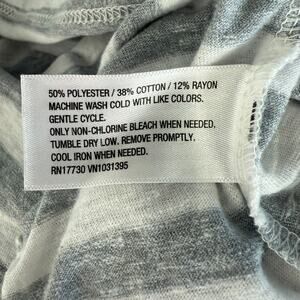 50% POLYESTER / 38% COTTON / 12% RAYON
MACHINE WASH COLD WITH LIKE COLORS.
GENTLE CYCLE.
ONLY NON-CHLORINE BLEACH WHEN NEEDED.
TUMBLE DRY LOW. REMOVE PROMPTLY.
COOL IRON WHEN NEEDED.
RN17730 VN1031395